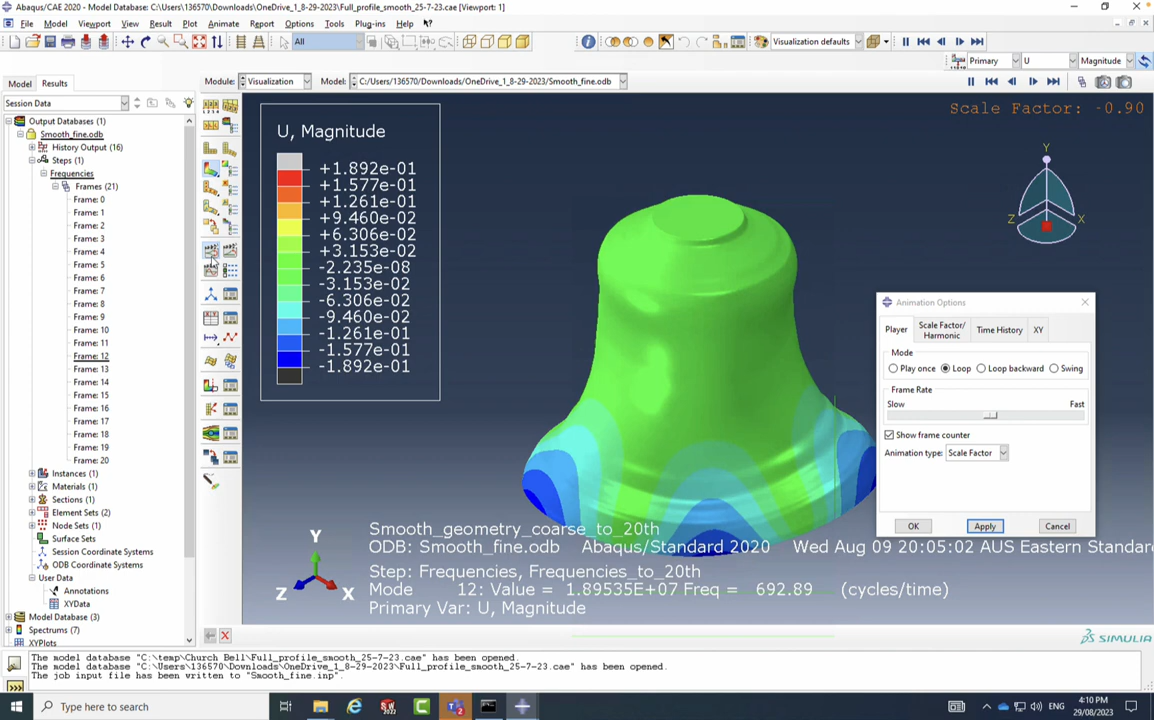 Abaqus/CAE 2020 - Model Database: C:\Users\136570\Downloads\OneDrive_1_8-29-2023\Full_profile_smooth_25-7-23.cae [Viewport: 1]
File Model Viewport View Result Plot Animate Report Options Tools Plug-ins Help
All
Visualization defaults
Primary U Magnitude
Model Results
Module: Visualization Model: C:/Users/136570/Downloads/OneDrive_1_8-29-2023/Smooth_fine.odb
Session Data
Output Databases (1)
Smooth_fine.odb
History Output (16)
Steps (1)
Frequencies
Frames (21)
Frame: 0
Frame: 1
Frame: 2
Frame: 3
Frame: 4
Frame: 5
Frame: 6
Frame: 7
Frame: 8
Frame: 9
Frame: 10
Frame: 11
Frame: 12
Frame: 13
Frame: 14
Frame: 15
Frame: 16
Frame: 17
Frame: 18
Frame: 19
Frame: 20
Instances (1)
Materials (1)
Sections (1)
Element Sets (2)
Node Sets (1)
Surface Sets
Session Coordinate Systems
ODB Coordinate Systems
User Data
Annotations
XYData
Model Database (3)
Spectrums (7)
XYPlots
U, Magnitude
+1.892e-01
+1.577e-01
+1.261e-01
+9.460e-02
+6.306e-02
+3.153e-02
-2.235e-08
-3.153e-02
-6.306e-02
-9.460e-02
-1.261e-01
-1.577e-01
-1.892e-01
Scale Factor: -0.90
Y
Z X
Animation Options
Player Scale Factor/ Harmonic Time History XY
Mode
Play once Loop Loop backward Swing
Frame Rate
Slow Fast
Show frame counter
Animation type: Scale Factor
OK Apply Cancel
Y
Z X
Smooth_geometry_coarse_to_20th
ODB: Smooth_fine.odb Abaqus/Standard 2020 Wed Aug 09 20:05:02 AUS Eastern Standar
Step: Frequencies, Frequencies_to_20th
Mode 12: Value = 1.89535E+07 Freq = 692.89 (cycles/time)
Primary Var: U, Magnitude
SIMULIA
The model database "C:\temp\Church Bell\Full_profile_smooth_25-7-23.cae" has been opened.
The model database "C:\Users\136570\Downloads\OneDrive_1_8-29-2023\Full_profile_smooth_25-7-23.cae" has been opened.
The job input file has been written to "Smooth_fine.inp".
Type here to search
ENG
4:10 PM
29/08/2023